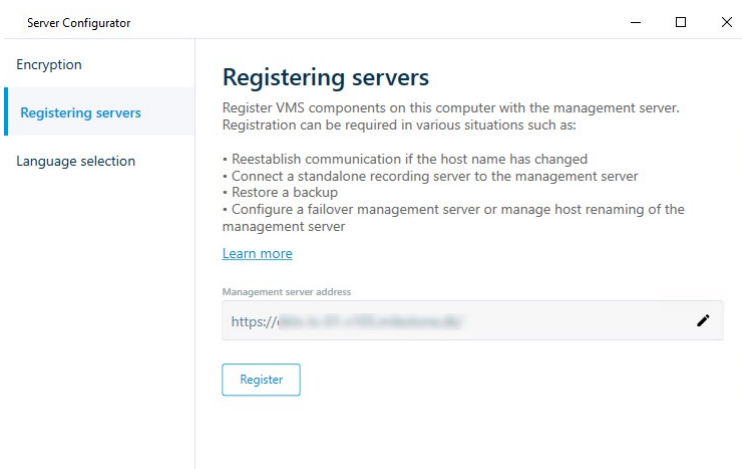 Server Configurator
Encryption
Registering servers
Language selection
Registering servers
Register VMS components on this computer with the management server.
Registration can be required in various situations such as:
• Reestablish communication if the host name has changed
• Connect a standalone recording server to the management server
• Restore a backup
• Configure a failover management server or manage host renaming of the
management server
Learn more
Management server address
https://
Register